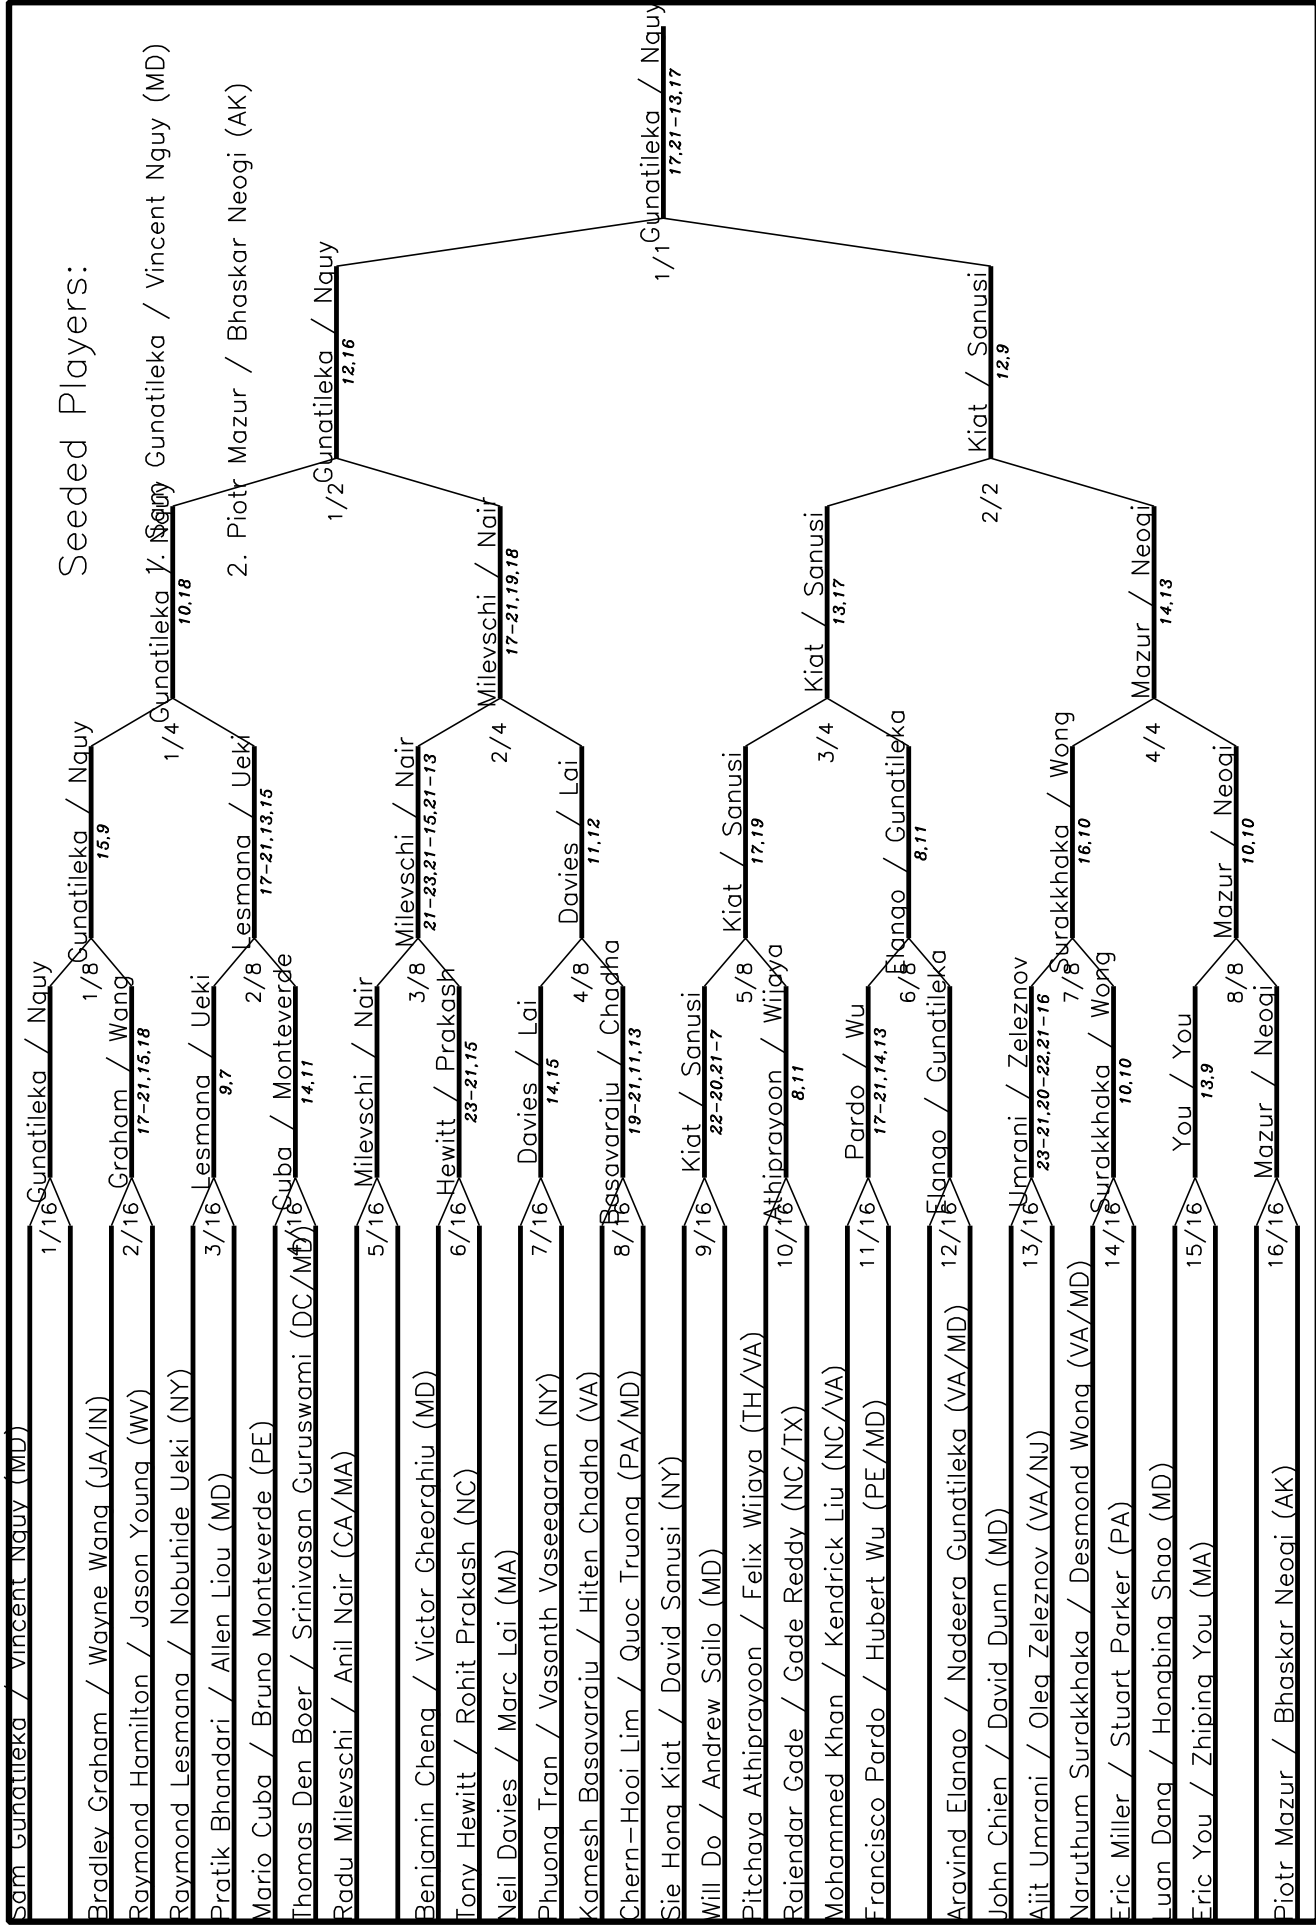 Seeded Players:
1. Sam Gunatileka / Vincent Nguy (MD)
2. Piotr Mazur / Bhaskar Neogi (AK)
Sam Gunatileka / Vincent Nguy (MD)
Bradley Graham / Wayne Wang (JA/IN)
Raymond Hamilton / Jason Young (WV)
Raymond Lesmana / Nobuhide Ueki (NY)
Pratik Bhandari / Allen Liou (MD)
Mario Cuba / Bruno Monteverde (PE)
Thomas Den Boer / Srinivasan Guruswami (DC/MD)
Radu Milevschi / Anil Nair (CA/MA)
Benjamin Cheng / Victor Gheorghiu (MD)
Tony Hewitt / Rohit Prakash (NC)
Neil Davies / Marc Lai (MA)
Phuong Tran / Vasanth Vaseegaran (NY)
Kamesh Basavaraju / Hiten Chadha (VA)
Chern-Hooi Lim / Quoc Truong (PA/MD)
Sie Hong Kiat / David Sanusi (NY)
Will Do / Andrew Sailo (MD)
Pitchaya Athiprayoon / Felix Wijaya (TH/VA)
Rajendar Gade / Gade Reddy (NC/TX)
Mohammed Khan / Kendrick Liu (NC/VA)
Francisco Pardo / Hubert Wu (PE/MD)
Aravind Elango / Nadeera Gunatileka (VA/MD)
John Chien / David Dunn (MD)
Ajit Umrani / Oleg Zeleznov (VA/NJ)
Naruthum Surakkhaka / Desmond Wong (VA/MD)
Eric Miller / Stuart Parker (PA)
Luan Dang / Hongbing Shao (MD)
Eric You / Zhiping You (MA)
Piotr Mazur / Bhaskar Neogi (AK)
1/16
Gunatileka / Nguy
2/16
Graham / Wang
17-21,15,18
3/16
Lesmana / Ueki
9,7
4/16
Cuba / Monteverde
14,11
5/16
Milevschi / Nair
6/16
Hewitt / Prakash
23-21,15
7/16
Davies / Lai
14,15
8/16
Basavaraju / Chadha
19-21,11,13
9/16
Kiat / Sanusi
22-20,21-7
10/16
Athiprayoon / Wijaya
8,11
11/16
Pardo / Wu
17-21,14,13
12/16
Elango / Gunatileka
13/16
Umrani / Zeleznov
23-21,20-22,21-16
14/16
Surakkhaka / Wong
10,10
15/16
You / You
13,9
16/16
Mazur / Neogi
1/8
Gunatileka / Nguy
15,9
2/8
Lesmana / Ueki
17-21,13,15
3/8
Milevschi / Nair
21-23,21-15,21-13
4/8
Davies / Lai
11,12
5/8
Kiat / Sanusi
17,19
6/8
Elango / Gunatileka
8,11
7/8
Surakkhaka / Wong
16,10
8/8
Mazur / Neogi
10,10
1/4
Gunatileka / Nguy
10,18
2/4
Milevschi / Nair
17-21,19,18
3/4
Kiat / Sanusi
13,17
4/4
Mazur / Neogi
14,13
1/2
Gunatileka / Nguy
12,16
2/2
Kiat / Sanusi
12,9
1/1
Gunatileka / Nguy
17,21-13,17